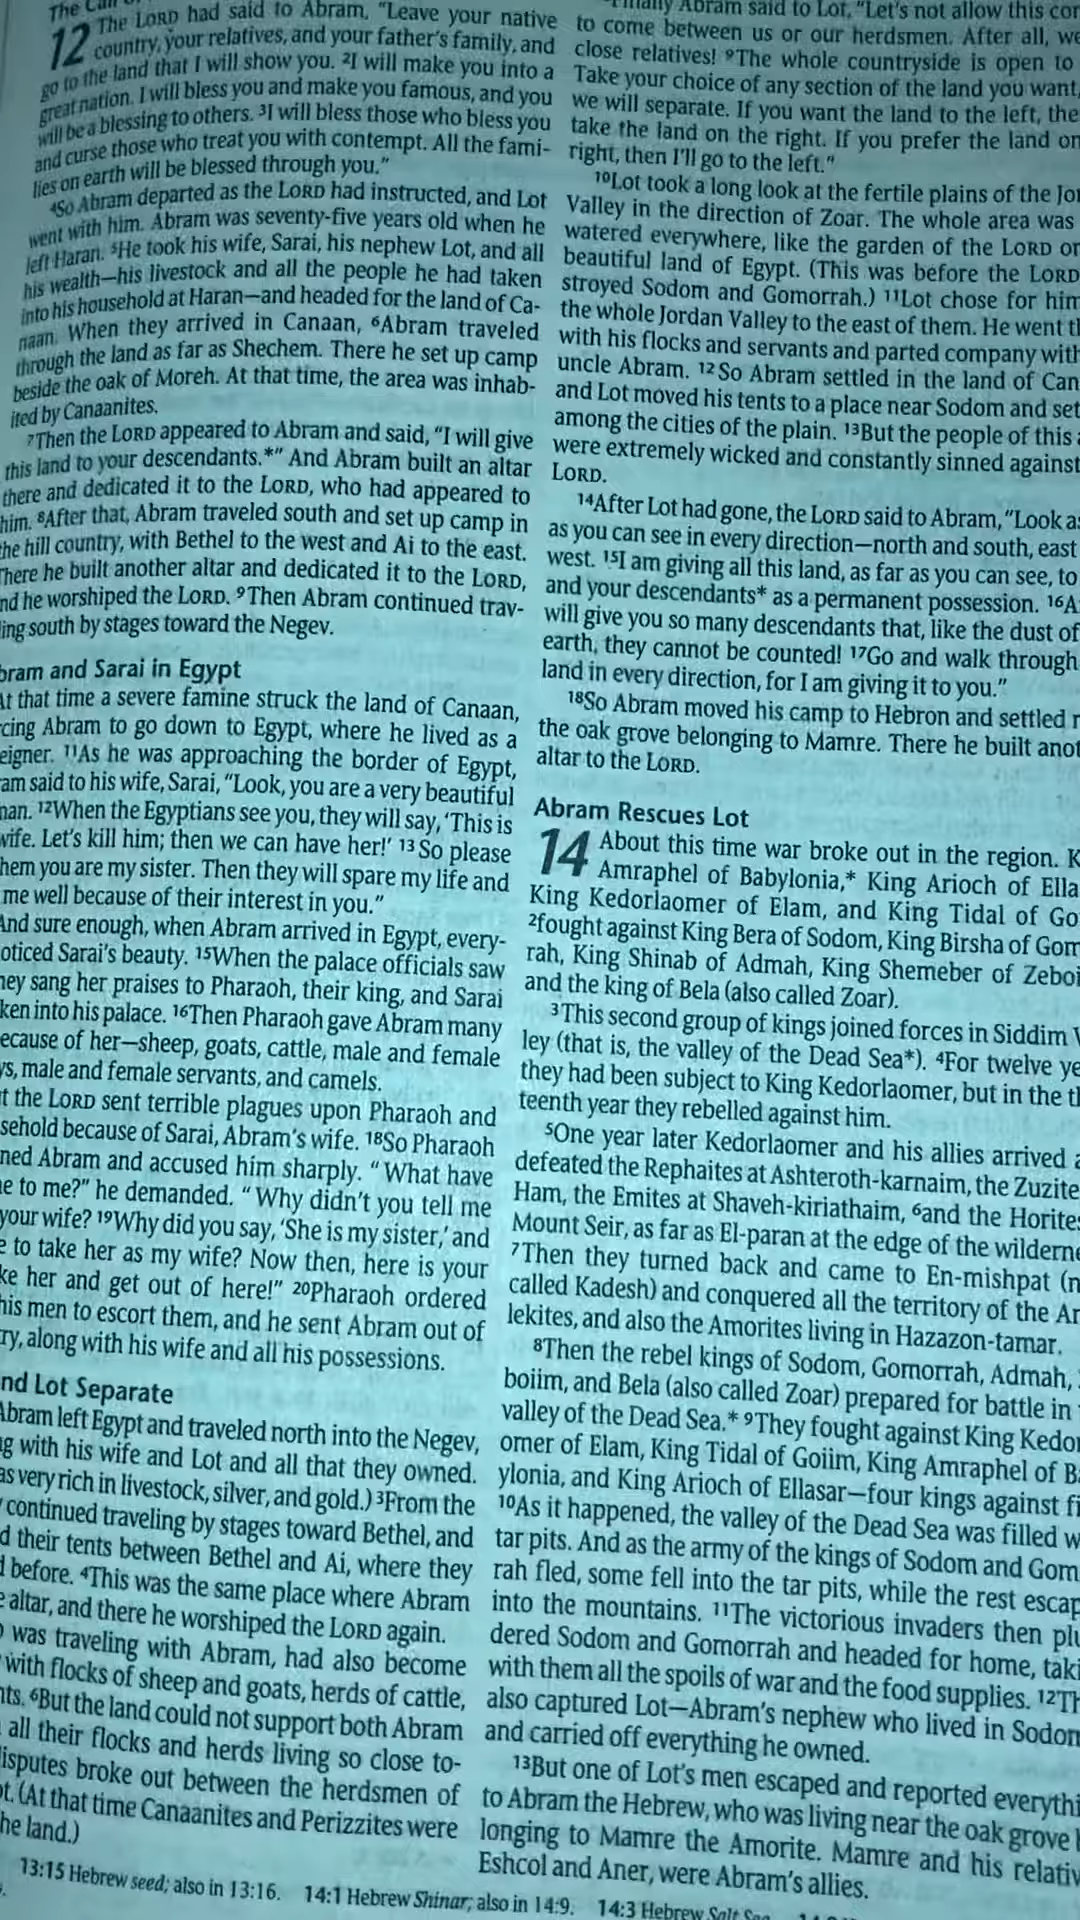 The Call
12 The LORD had said to Abram, "Leave your native
country, your relatives, and your father's family, and
go to the land that I will show you. ²I will make you into a
great nation. I will bless you and make you famous, and you
will be a blessing to others. ³I will bless those who bless you
and curse those who treat you with contempt. All the fami-
lies on earth will be blessed through you."
⁴So Abram departed as the LORD had instructed, and Lot
went with him. Abram was seventy-five years old when he
left Haran. ⁵He took his wife, Sarai, his nephew Lot, and all
his wealth—his livestock and all the people he had taken
into his household at Haran—and headed for the land of Ca-
naan. When they arrived in Canaan, ⁶Abram traveled
through the land as far as Shechem. There he set up camp
beside the oak of Moreh. At that time, the area was inhab-
ited by Canaanites.
⁷Then the LORD appeared to Abram and said, "I will give
this land to your descendants.*" And Abram built an altar
there and dedicated it to the LORD, who had appeared to
him. ⁸After that, Abram traveled south and set up camp in
the hill country, with Bethel to the west and Ai to the east.
There he built another altar and dedicated it to the LORD,
nd he worshiped the LORD. ⁹Then Abram continued trav-
ling south by stages toward the Negev.
bram and Sarai in Egypt
At that time a severe famine struck the land of Canaan,
rcing Abram to go down to Egypt, where he lived as a
eigner. ¹¹As he was approaching the border of Egypt,
am said to his wife, Sarai, "Look, you are a very beautiful
nan. ¹²When the Egyptians see you, they will say, 'This is
wife. Let's kill him; then we can have her!' ¹³So please
hem you are my sister. Then they will spare my life and
me well because of their interest in you."
And sure enough, when Abram arrived in Egypt, every-
oticed Sarai's beauty. ¹⁵When the palace officials saw
hey sang her praises to Pharaoh, their king, and Sarai
ken into his palace. ¹⁶Then Pharaoh gave Abram many
ecause of her—sheep, goats, cattle, male and female
ys, male and female servants, and camels.
t the LORD sent terrible plagues upon Pharaoh and
sehold because of Sarai, Abram's wife. ¹⁸So Pharaoh
ned Abram and accused him sharply. "What have
e to me?" he demanded. "Why didn't you tell me
your wife? ¹⁹Why did you say, 'She is my sister,' and
e to take her as my wife? Now then, here is your
ke her and get out of here!" ²⁰Pharaoh ordered
his men to escort them, and he sent Abram out of
ry, along with his wife and all his possessions.
nd Lot Separate
Abram left Egypt and traveled north into the Negev,
g with his wife and Lot and all that they owned.
as very rich in livestock, silver, and gold.) ³From the
continued traveling by stages toward Bethel, and
d their tents between Bethel and Ai, where they
d before. ⁴This was the same place where Abram
e altar, and there he worshiped the LORD again.
was traveling with Abram, had also become
with flocks of sheep and goats, herds of cattle,
nts. ⁶But the land could not support both Abram
all their flocks and herds living so close to-
isputes broke out between the herdsmen of
ot. (At that time Canaanites and Perizzites were
he land.)
Finally Abram said to Lot, "Let's not allow this con
to come between us or our herdsmen. After all, we
close relatives! ⁹The whole countryside is open to
Take your choice of any section of the land you want,
we will separate. If you want the land to the left, the
take the land on the right. If you prefer the land on
right, then I'll go to the left."
¹⁰Lot took a long look at the fertile plains of the Jor
Valley in the direction of Zoar. The whole area was
watered everywhere, like the garden of the LORD or
beautiful land of Egypt. (This was before the LORD
stroyed Sodom and Gomorrah.) ¹¹Lot chose for him
the whole Jordan Valley to the east of them. He went th
with his flocks and servants and parted company with
uncle Abram. ¹²So Abram settled in the land of Can
and Lot moved his tents to a place near Sodom and set
among the cities of the plain. ¹³But the people of this a
were extremely wicked and constantly sinned against
LORD.
¹⁴After Lot had gone, the LORD said to Abram, "Look as
as you can see in every direction—north and south, east
west. ¹⁵I am giving all this land, as far as you can see, to
and your descendants* as a permanent possession. ¹⁶A
will give you so many descendants that, like the dust of
earth, they cannot be counted! ¹⁷Go and walk through
land in every direction, for I am giving it to you."
¹⁸So Abram moved his camp to Hebron and settled n
the oak grove belonging to Mamre. There he built anot
altar to the LORD.
Abram Rescues Lot
14 About this time war broke out in the region. K
Amraphel of Babylonia,* King Arioch of Ella
King Kedorlaomer of Elam, and King Tidal of Go
²fought against King Bera of Sodom, King Birsha of Gom
rah, King Shinab of Admah, King Shemeber of Zeboi
and the king of Bela (also called Zoar).
³This second group of kings joined forces in Siddim V
ley (that is, the valley of the Dead Sea*). ⁴For twelve ye
they had been subject to King Kedorlaomer, but in the th
teenth year they rebelled against him.
⁵One year later Kedorlaomer and his allies arrived a
defeated the Rephaites at Ashteroth-karnaim, the Zuzite
Ham, the Emites at Shaveh-kiriathaim, ⁶and the Horites
Mount Seir, as far as El-paran at the edge of the wilderne
⁷Then they turned back and came to En-mishpat (n
called Kadesh) and conquered all the territory of the Am
lekites, and also the Amorites living in Hazazon-tamar.
⁸Then the rebel kings of Sodom, Gomorrah, Admah,
boiim, and Bela (also called Zoar) prepared for battle in
valley of the Dead Sea.* ⁹They fought against King Kedor
omer of Elam, King Tidal of Goiim, King Amraphel of Ba
ylonia, and King Arioch of Ellasar—four kings against fi
¹⁰As it happened, the valley of the Dead Sea was filled w
tar pits. And as the army of the kings of Sodom and Gom
rah fled, some fell into the tar pits, while the rest escap
into the mountains. ¹¹The victorious invaders then plu
dered Sodom and Gomorrah and headed for home, taki
with them all the spoils of war and the food supplies. ¹²Th
also captured Lot—Abram's nephew who lived in Sodom
and carried off everything he owned.
¹³But one of Lot's men escaped and reported everythi
to Abram the Hebrew, who was living near the oak grove b
longing to Mamre the Amorite. Mamre and his relativ
Eshcol and Aner, were Abram's allies.
13:15 Hebrew seed; also in 13:16. 14:1 Hebrew Shinar; also in 14:9. 14:3 Hebrew Salt Sea